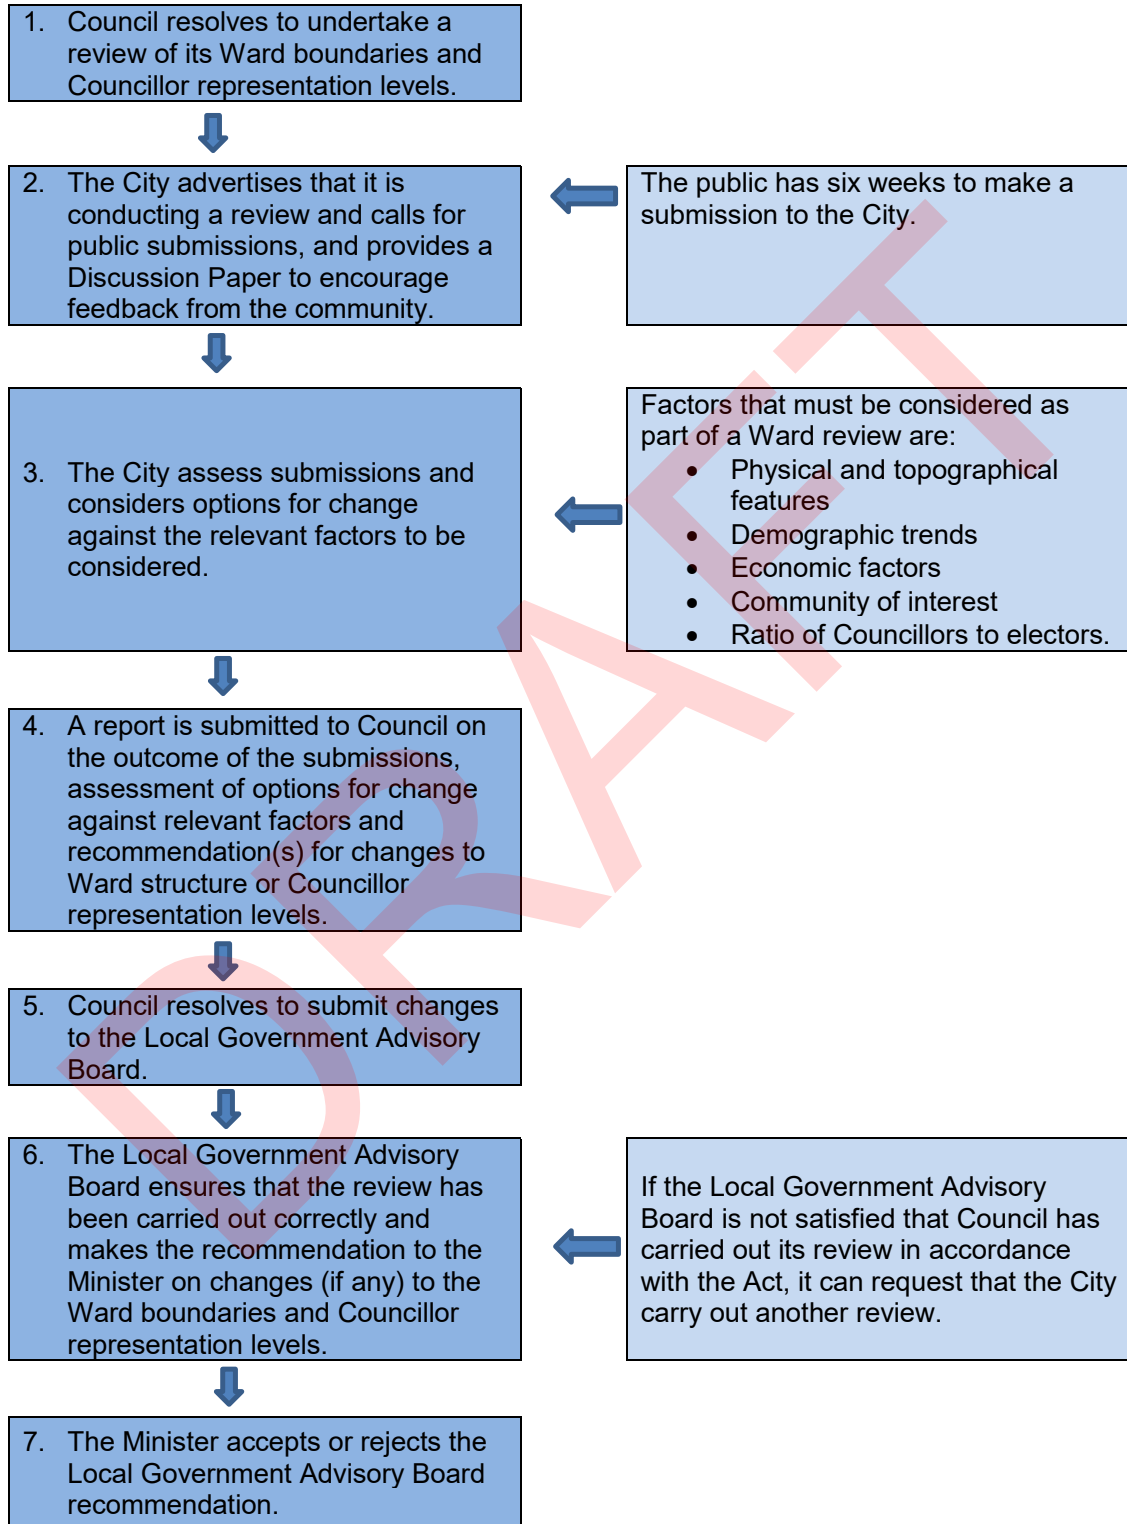 1. Council resolves to undertake a
review of its Ward boundaries and
Councillor representation levels.
2. The City advertises that it is
conducting a review and calls for
public submissions, and provides a
Discussion Paper to encourage
feedback from the community.
The public has six weeks to make a
submission to the City.
3. The City assess submissions and
considers options for change
against the relevant factors to be
considered.
Factors that must be considered as
part of a Ward review are:
• Physical and topographical
features
• Demographic trends
• Economic factors
• Community of interest
• Ratio of Councillors to electors.
4. A report is submitted to Council on
the outcome of the submissions,
assessment of options for change
against relevant factors and
recommendation(s) for changes to
Ward structure or Councillor
representation levels.
5. Council resolves to submit changes
to the Local Government Advisory
Board.
6. The Local Government Advisory
Board ensures that the review has
been carried out correctly and
makes the recommendation to the
Minister on changes (if any) to the
Ward boundaries and Councillor
representation levels.
If the Local Government Advisory
Board is not satisfied that Council has
carried out its review in accordance
with the Act, it can request that the City
carry out another review.
7. The Minister accepts or rejects the
Local Government Advisory Board
recommendation.
DRAFT